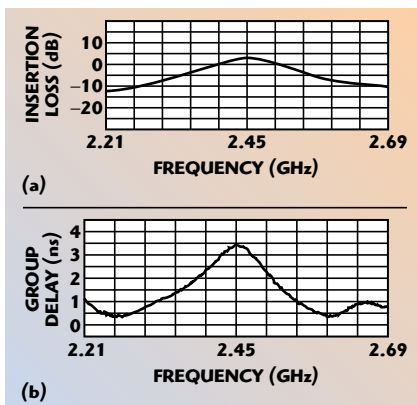 INSERTION
LOSS (dB)
10
0
−10
−20
2.21 2.45 2.69
FREQUENCY (GHz)
(a)
GROUP
DELAY (ns)
4
3
2
1
0
2.21 2.45 2.69
FREQUENCY (GHz)
(b)